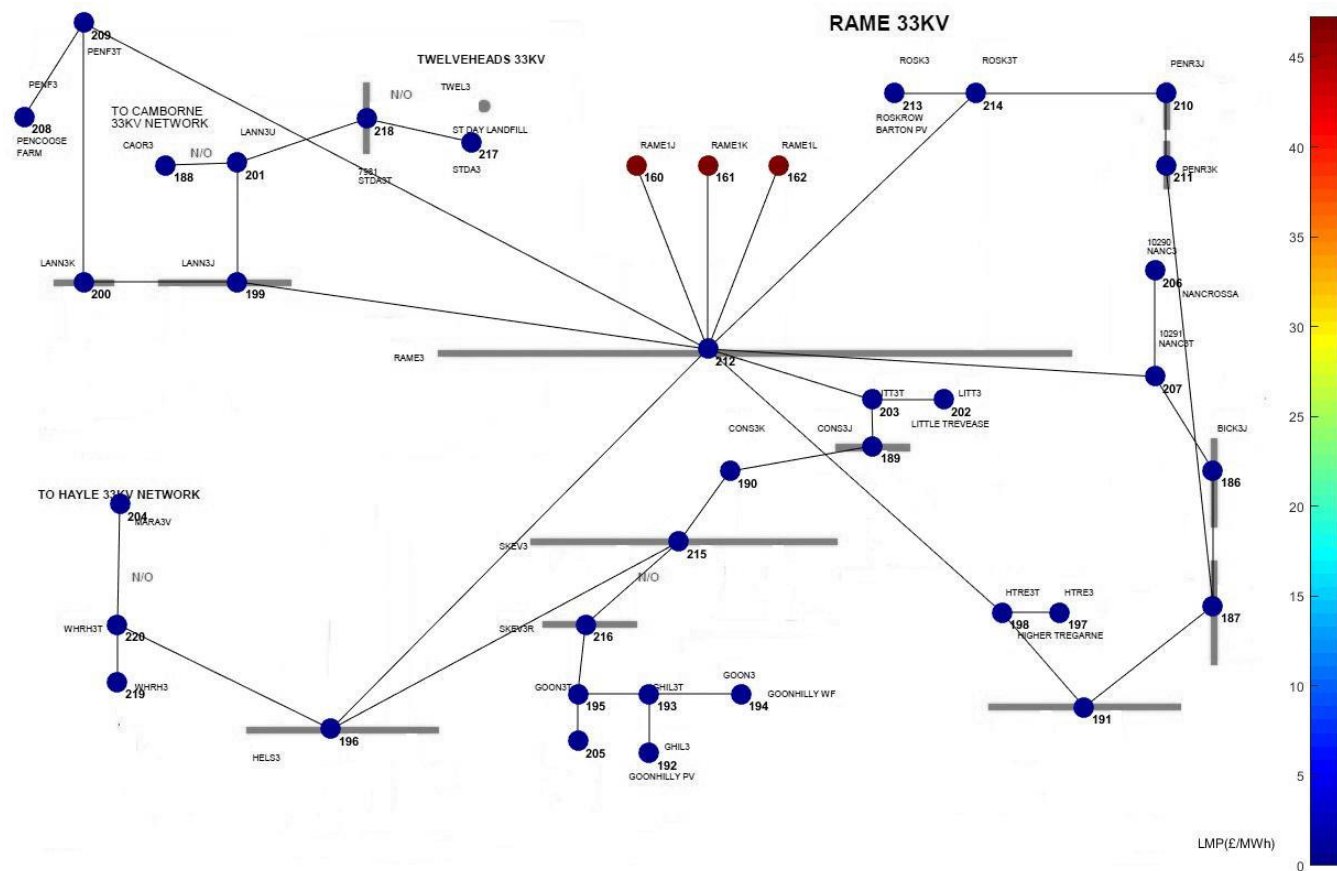 RAME 33KV
209
PENF3T
TWELVEHEADS 33KV
ROSK3
ROSK3T
PENR3J
45
PENF3
N/O
TWEL3
213
214
210
208
TO CAMBORNE
33KV NETWORK
ROSKROW
BARTON PV
PENCOOSE
FARM
LANN3U
218
ST DAY LANDFILL
CAOR3
N/O
217
RAME1J
RAME1K
RAME1L
40
188
201
7981
STDA3T
STDA3
160
161
162
211
PENR3K
35
10290
NANC3
LANN3K
LANN3J
206
200
199
NANCROSSA
30
10291
NANC3T
RAME3
212
207
ITT3T
LITT3
203
202
LITTLE TREVEASE
25
CONS3K
CONS3J
BICK3J
189
190
186
TO HAYLE 33KV NETWORK
204
MARA3V
20
SKEV3
215
N/O
N/O
15
HTRE3T
HTRE3
187
WHRH3T
220
SKEV3R
216
198
197
HIGHER TREGARNE
10
WHRH3
219
GOON3T
GHIL3T
GOON3
195
193
194
GOONHILLY WF
191
196
205
GHIL3
192
HELS3
GOONHILLY PV
5
LMP(£/MWh)
0